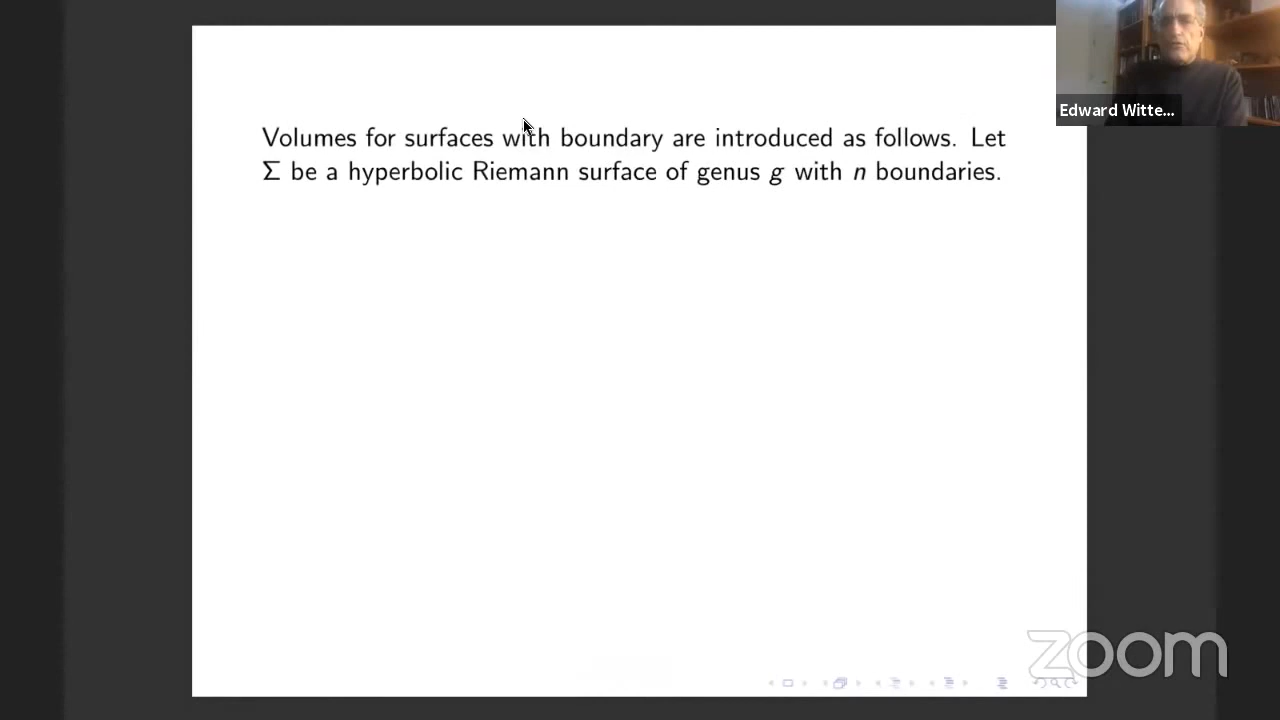 Volumes for surfaces with boundary are introduced as follows. Let
Σ be a hyperbolic Riemann surface of genus g with n boundaries.
Edward Witte...
zoom